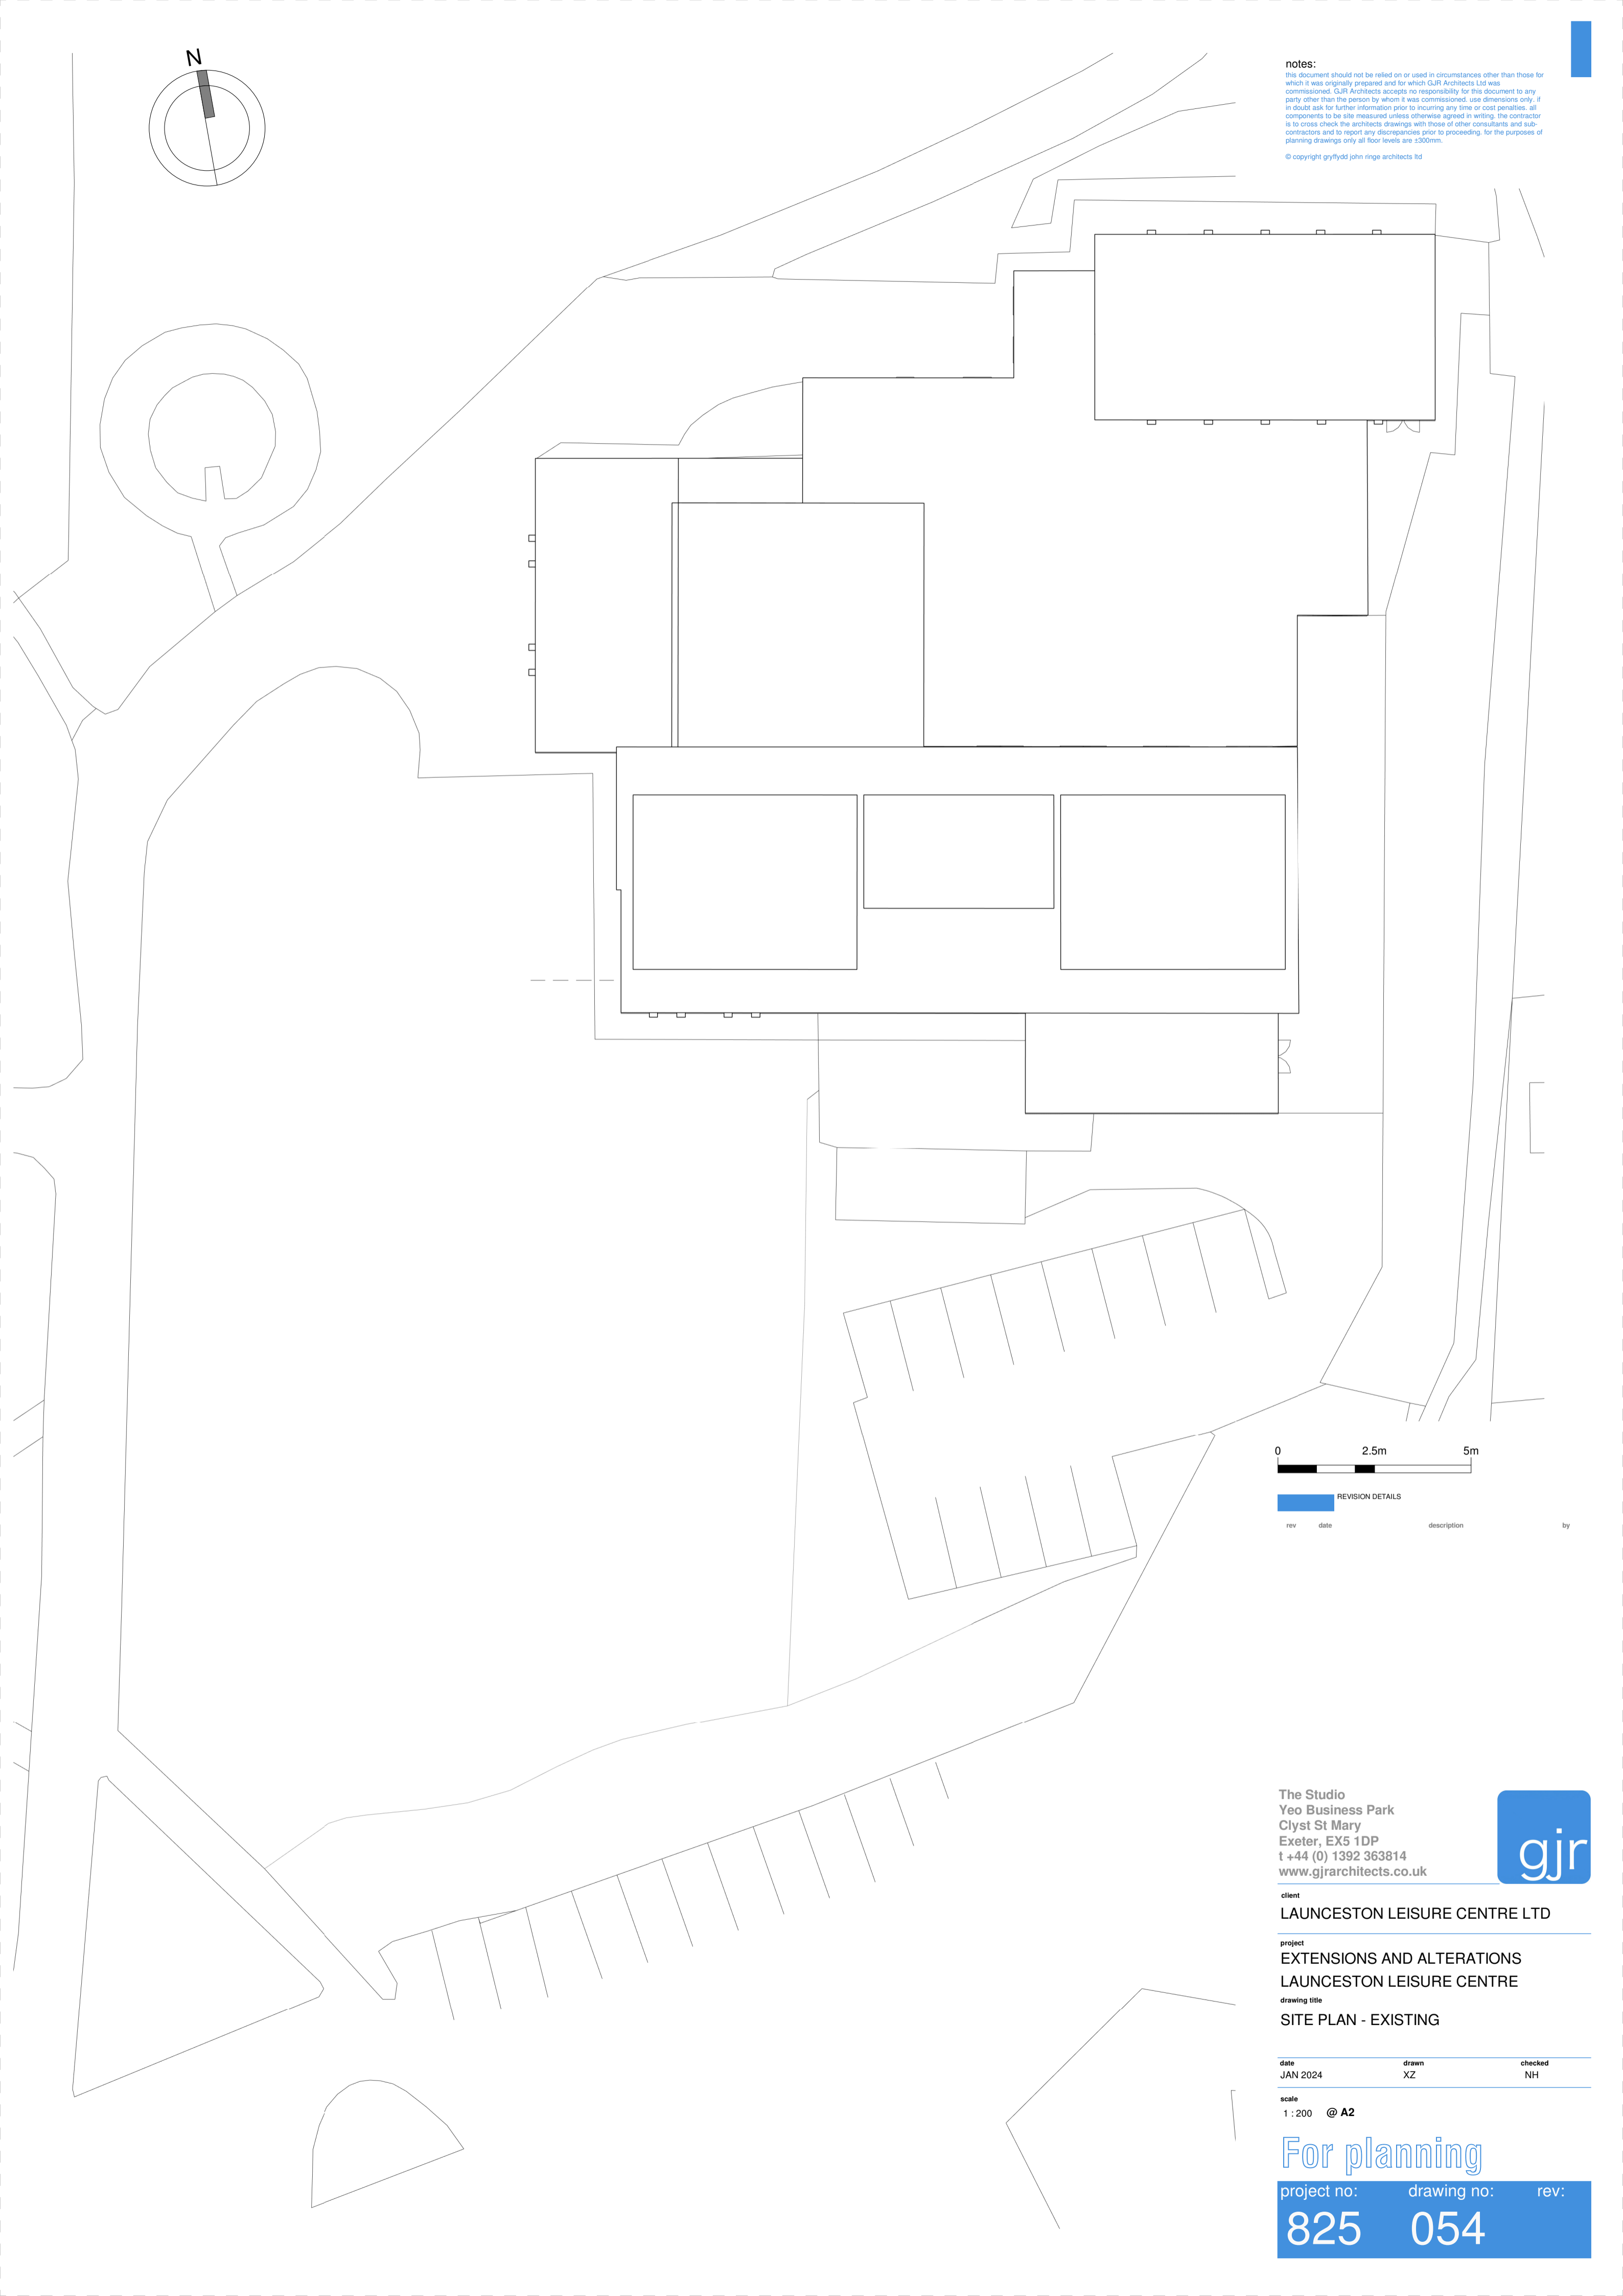 N
notes:
this document should not be relied on or used in circumstances other than those for
which it was originally prepared and for which GJR Architects Ltd was
commissioned. GJR Architects accepts no responsibility for this document to any
party other than the person by whom it was commissioned. use dimensions only. if
in doubt ask for further information prior to incurring any time or cost penalties. all
components to be site measured unless otherwise agreed in writing. the contractor
is to cross check the architects drawings with those of other consultants and sub-
contractors and to report any discrepancies prior to proceeding. for the purposes of
planning drawings only all floor levels are ±300mm.
© copyright gryffydd john ringe architects ltd
0 2.5m 5m
REVISION DETAILS
rev date description by
The Studio
Yeo Business Park
Clyst St Mary
Exeter, EX5 1DP
t +44 (0) 1392 363814
www.gjrarchitects.co.uk
gjr
client
LAUNCESTON LEISURE CENTRE LTD
project
EXTENSIONS AND ALTERATIONS
LAUNCESTON LEISURE CENTRE
drawing title
SITE PLAN - EXISTING
date drawn checked
JAN 2024 XZ NH
scale
1 : 200 @ A2
For planning
project no: drawing no: rev:
825 054